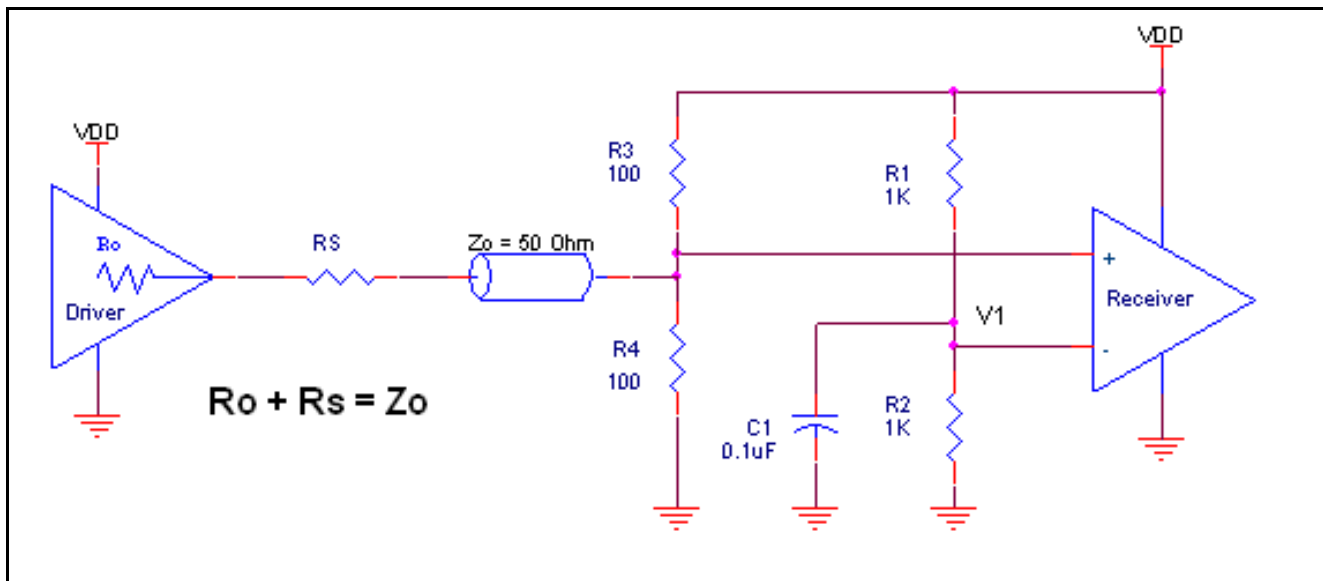 VDD
VDD
R3
100
R1
1K
Ro
RS
Zo = 50 Ohm
+
Driver
Receiver
V1
R4
100
-
Ro + Rs = Zo
C1
0.1uF
R2
1K